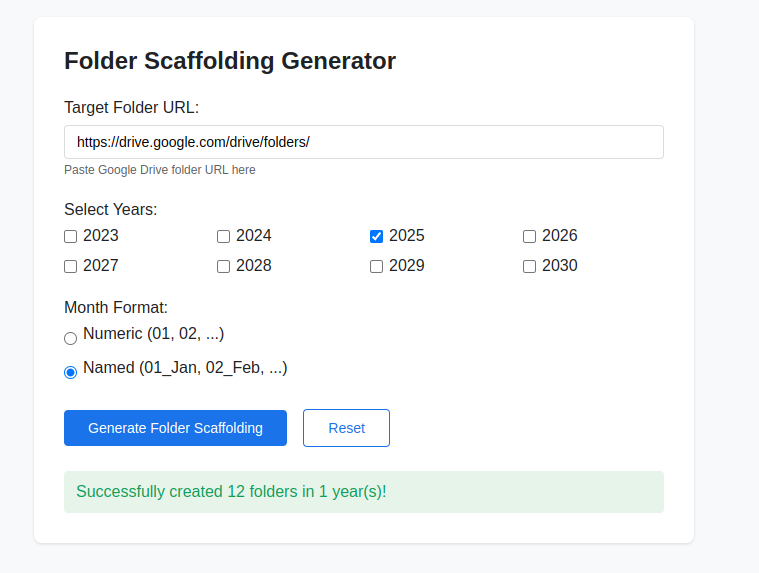 Folder Scaffolding Generator
Target Folder URL:
https://drive.google.com/drive/folders/
Paste Google Drive folder URL here
Select Years:
2023 2024 2025 2026
2027 2028 2029 2030
Month Format:
Numeric (01, 02, ...)
Named (01_Jan, 02_Feb, ...)
Generate Folder Scaffolding Reset
Successfully created 12 folders in 1 year(s)!